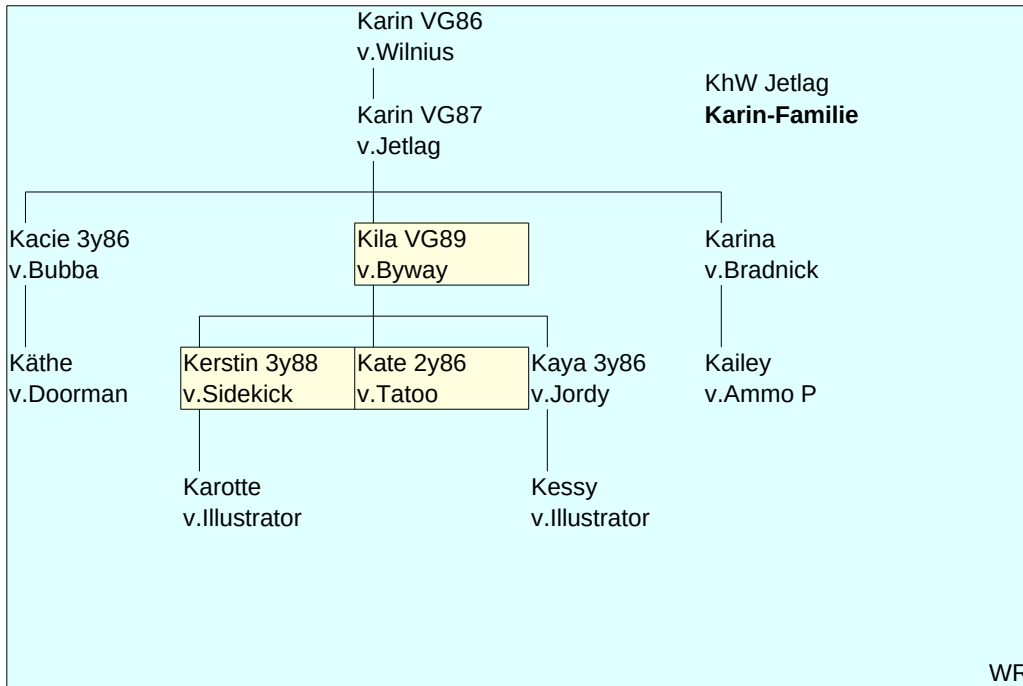 Karin VG86
v.Wilnius
KhW Jetlag
Karin-Familie
Karin VG87
v.Jetlag
Kacie 3y86
v.Bubba
Kila VG89
v.Byway
Karina
v.Bradnick
Käthe
v.Doorman
Kerstin 3y88
v.Sidekick
Kate 2y86
v.Tatoo
Kaya 3y86
v.Jordy
Kailey
v.Ammo P
Karotte
v.Illustrator
Kessy
v.Illustrator
WR